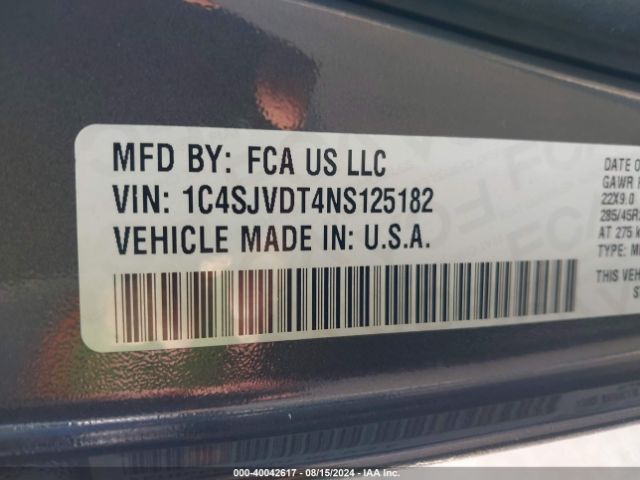 MFD BY: FCA US LLC
VIN: 1C4SJVDT4NS125182
VEHICLE MADE IN: U.S.A.
DATE O
GAWR
22X9.0
285/45R
AT 275
TYPE:
THIS VEH
000-40042617 - 08/15/2024 - IAA Inc.